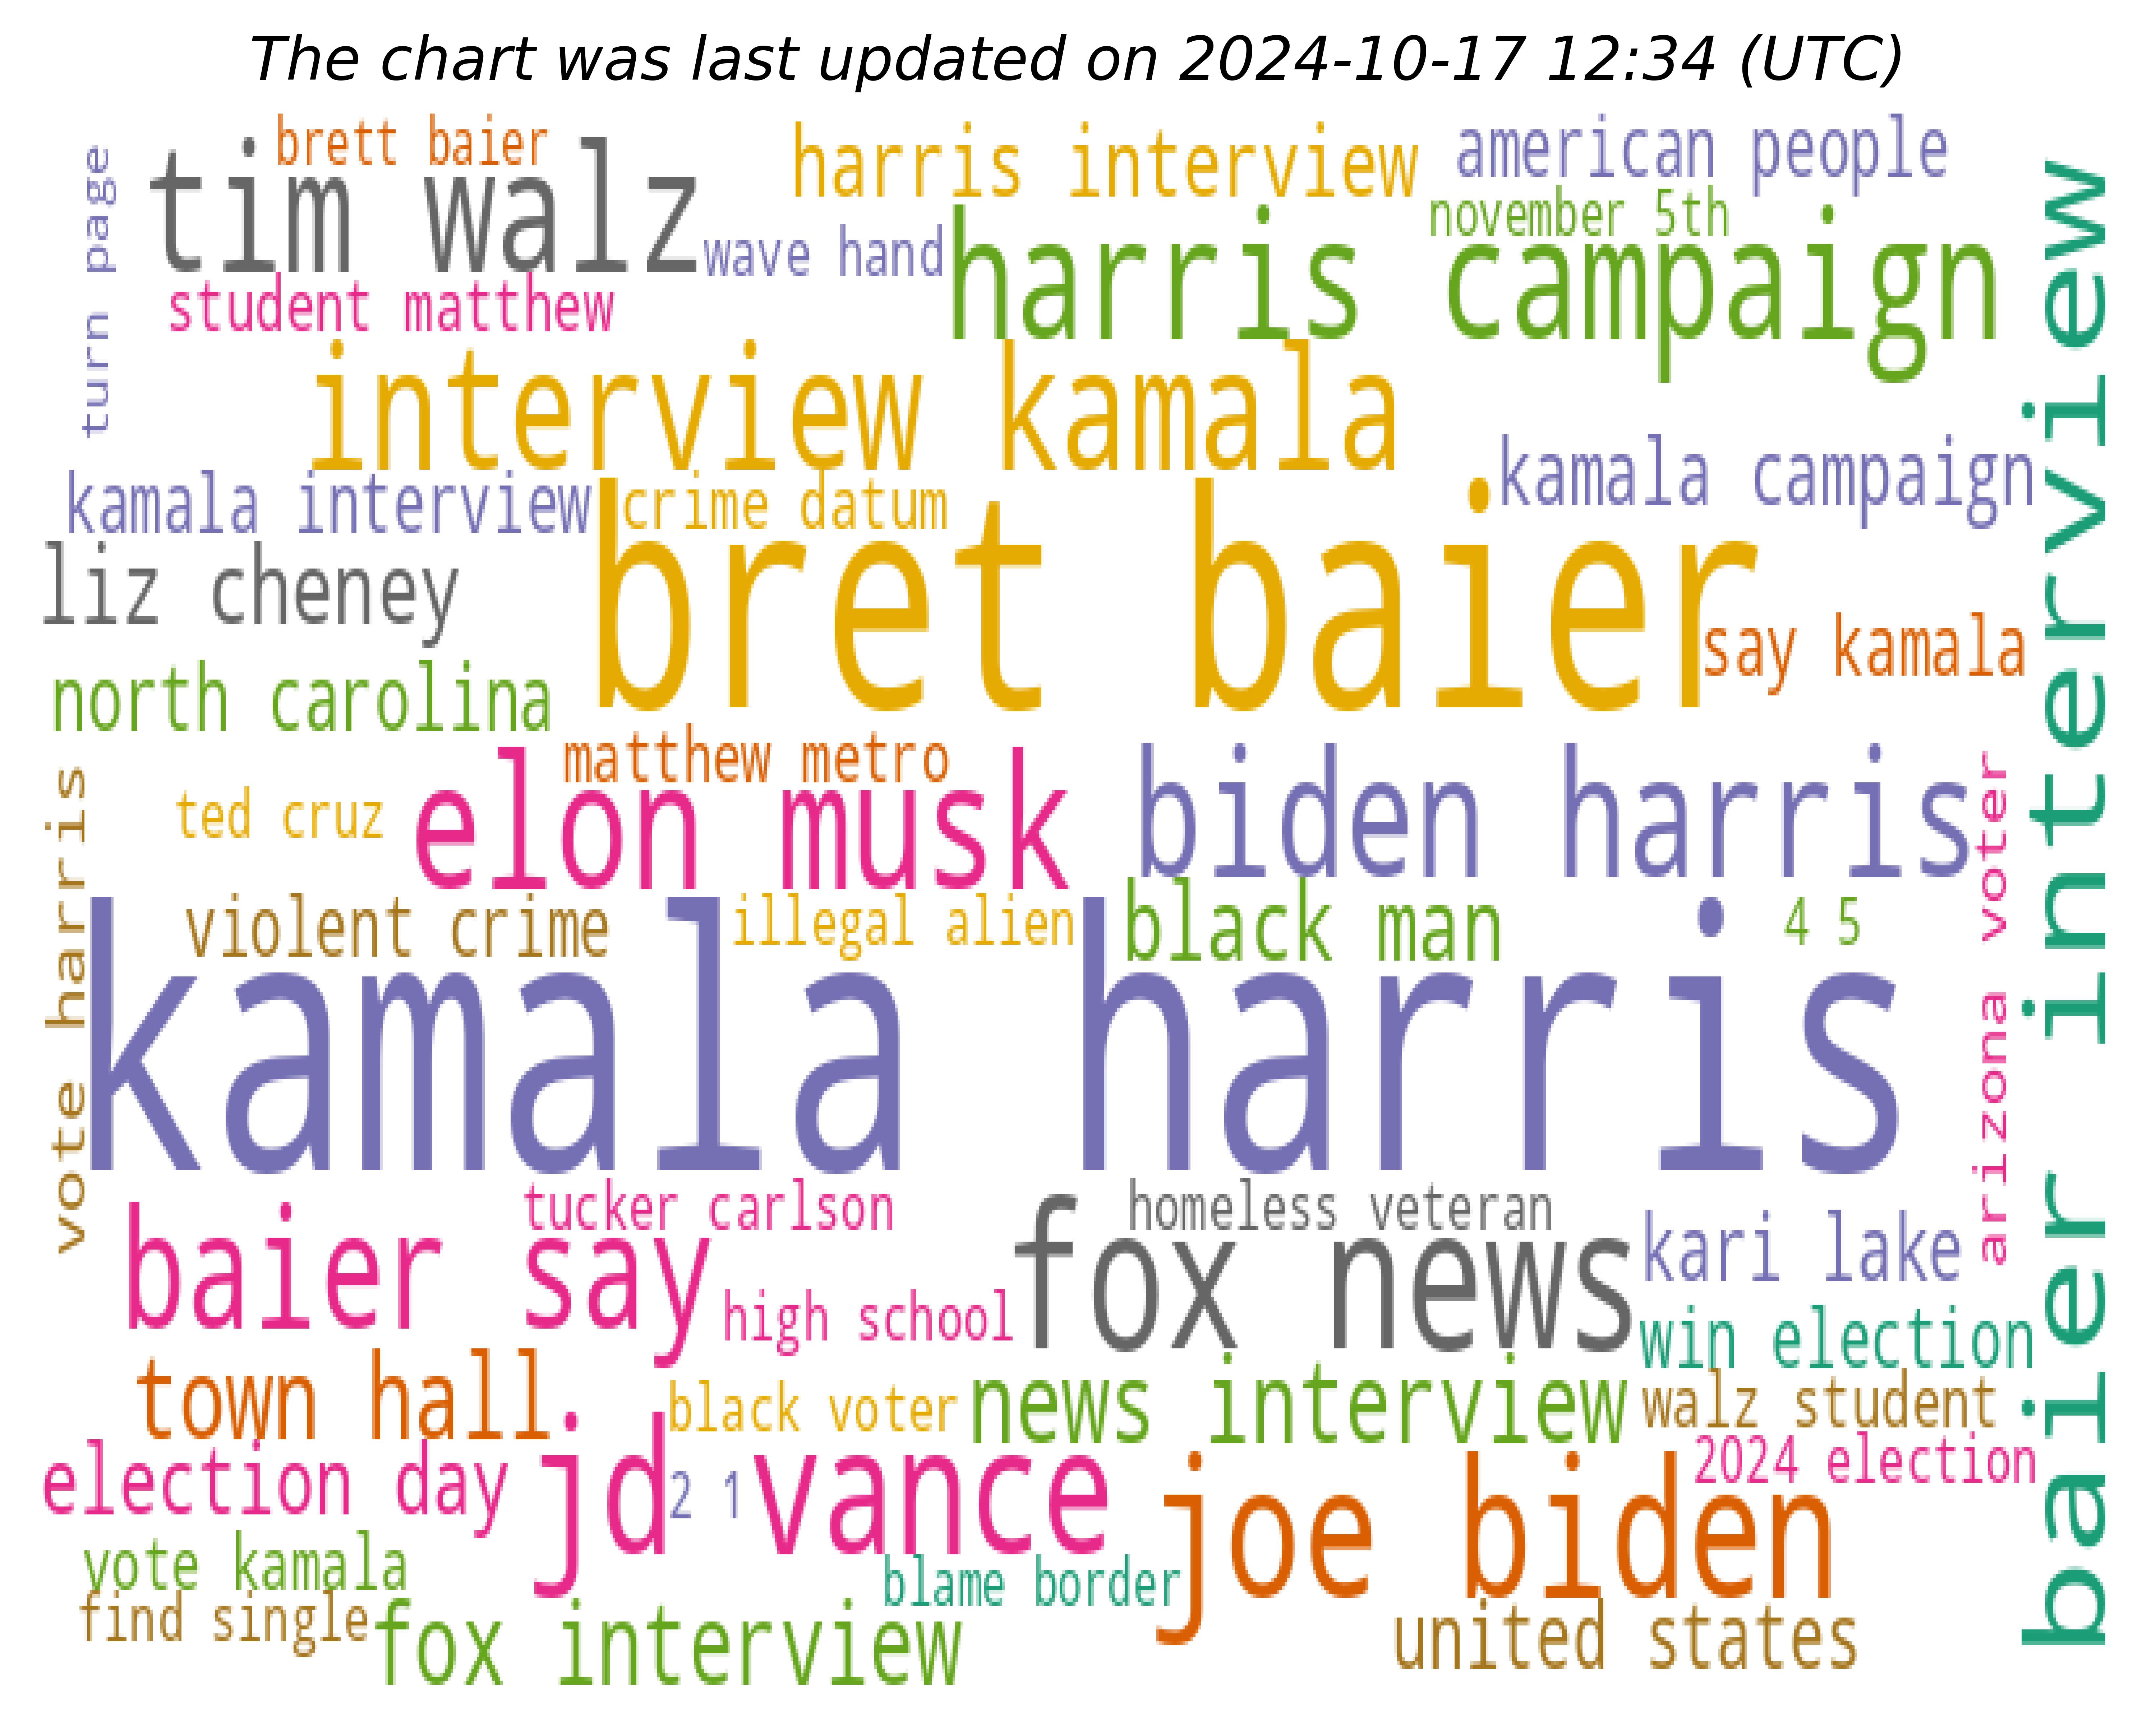 The chart was last updated on 2024-10-17 12:34 (UTC)
brett baier
harris interview
american people
turn page
tim walz
november 5th
wave hand
harris campaign
student matthew
baier interview
interview kamala
kamala campaign
kamala interview
crime datum
liz cheney
bret baier
say kamala
north carolina
matthew metro
ted cruz
elon musk
biden harris
arizona voter
vote harris
violent crime
illegal alien
black man
4 5
kamala harris
tucker carlson
homeless veteran
baier say
fox news
kari lake
high school
win election
town hall
black voter
news interview
walz student
election day
jd vance
2 1
joe biden
2024 election
vote kamala
blame border
find single
fox interview
united states